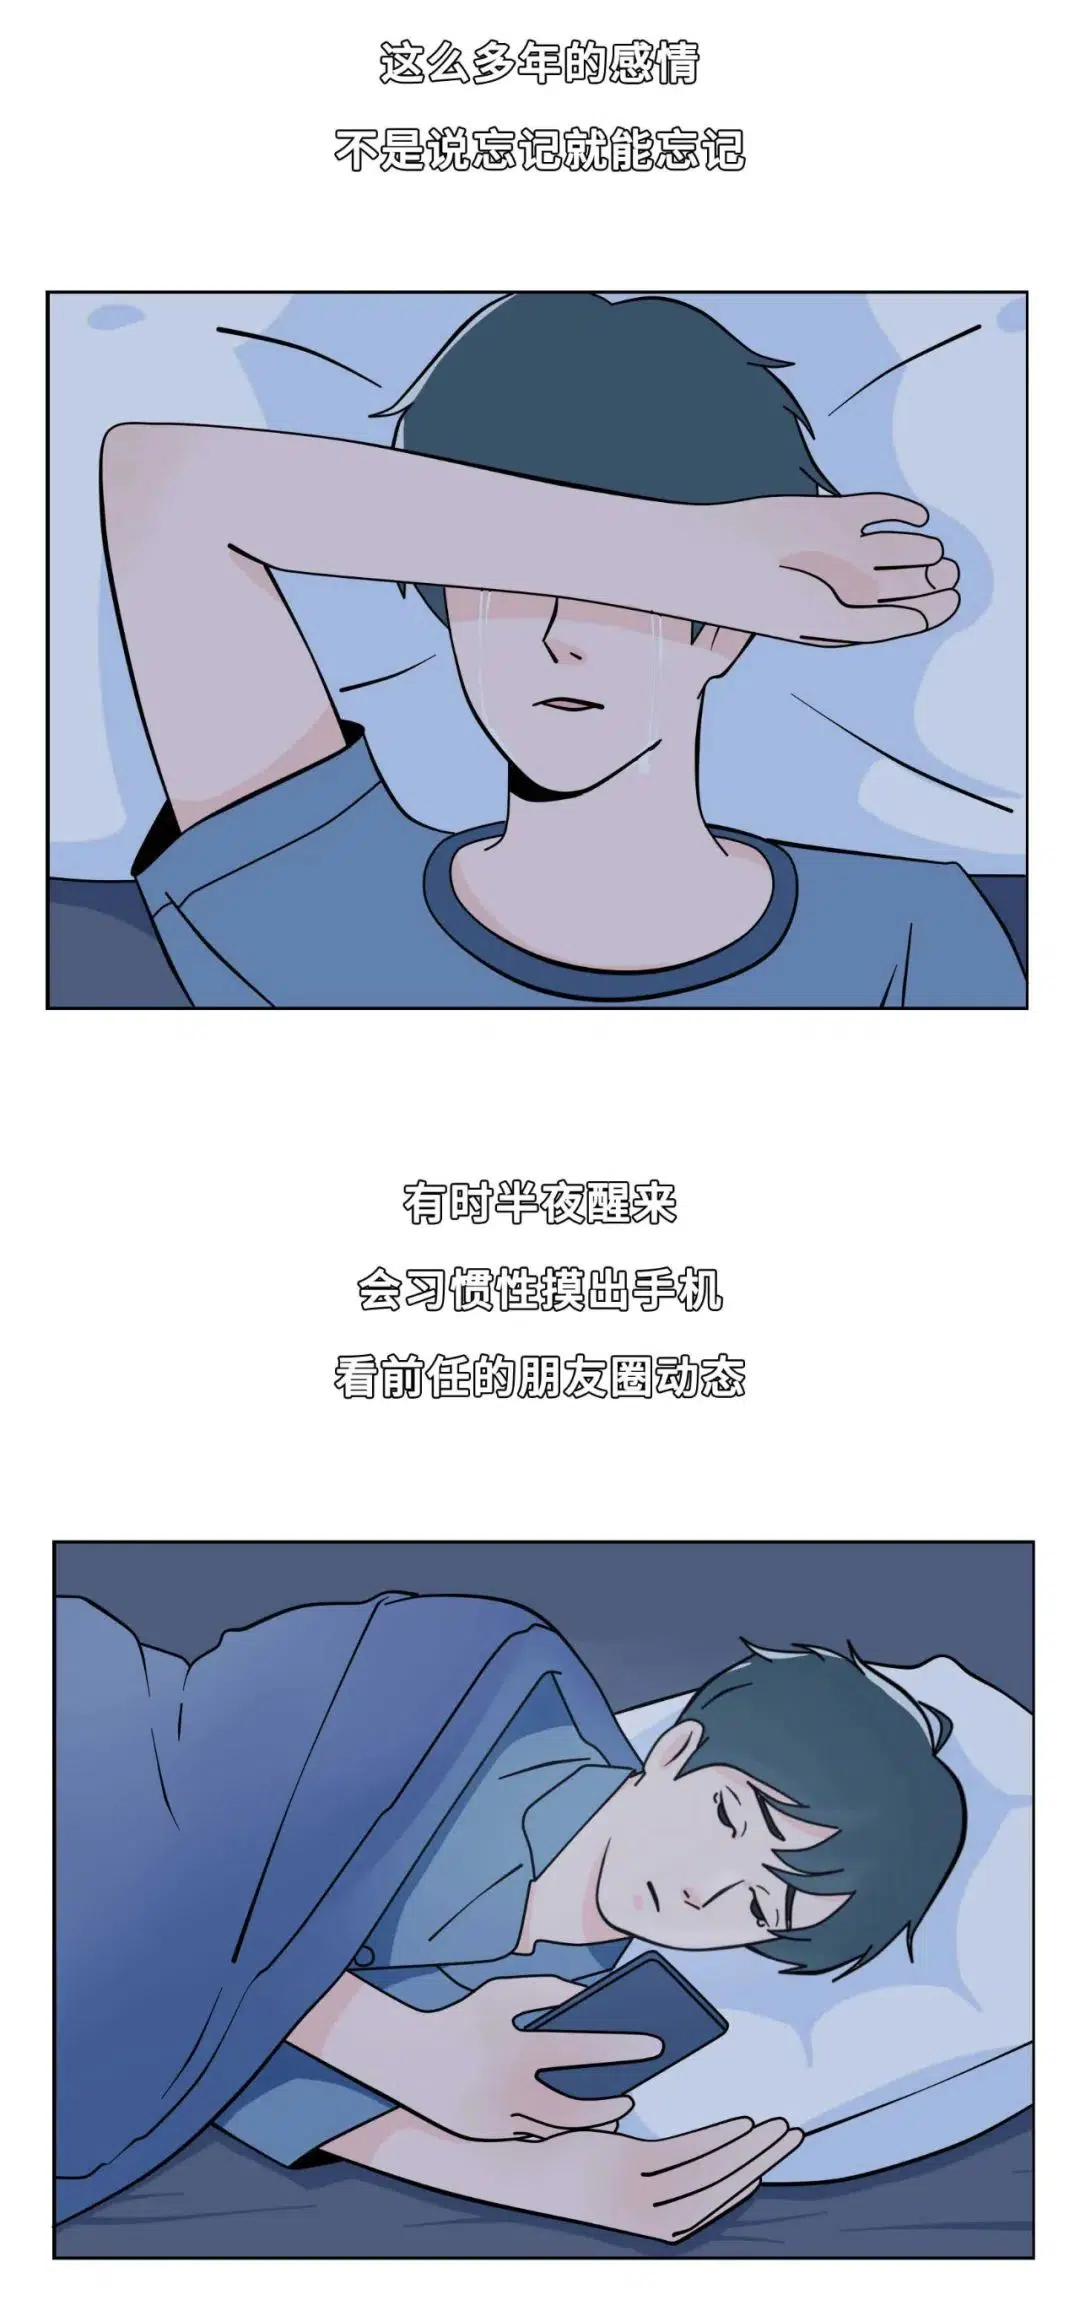 这么多年的感情
不是说忘记就能忘记
有时半夜醒来
会习惯性摸出手机
看前任的朋友圈动态